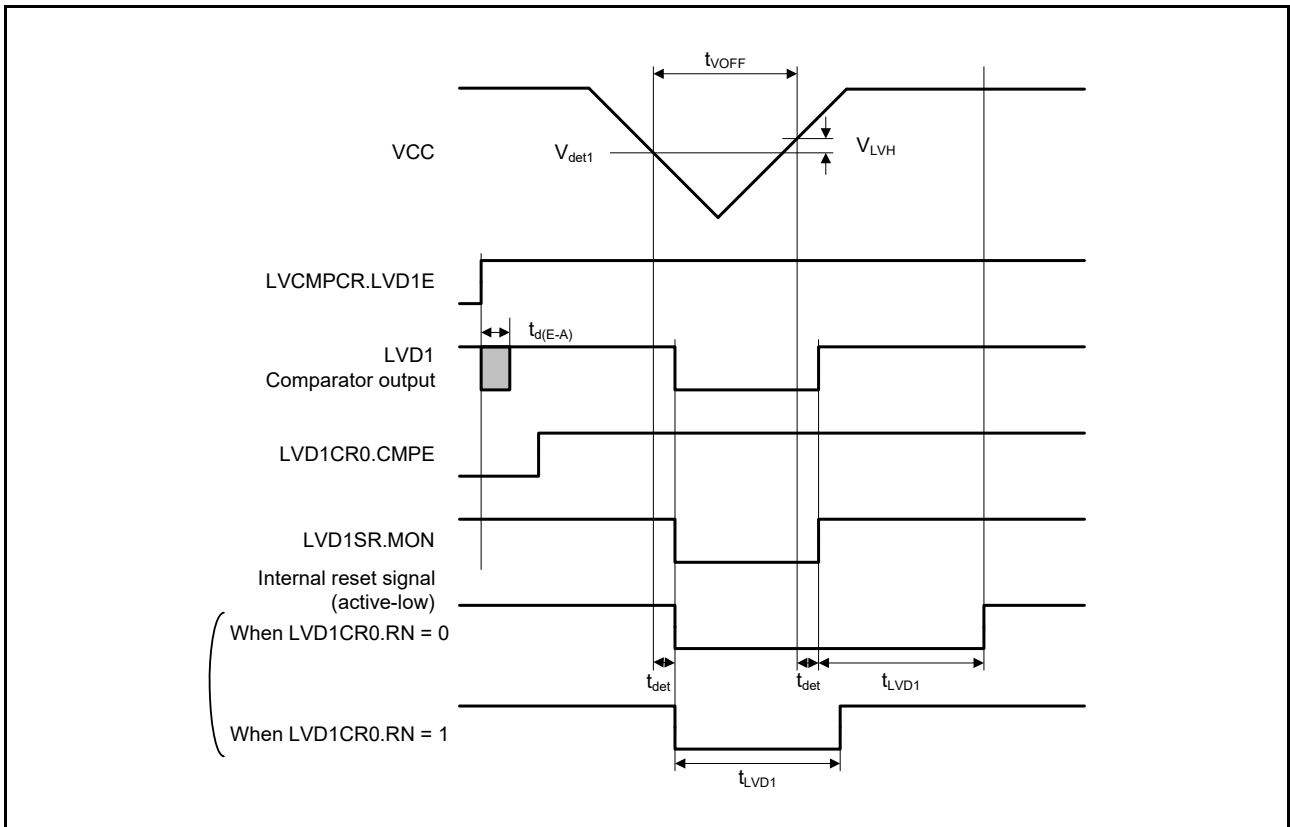 tVOFF
VCC
Vdet1
VLVH
LVCMPCR.LVD1E
td(E-A)
LVD1
Comparator output
LVD1CR0.CMPE
LVD1SR.MON
Internal reset signal
(active-low)
When LVD1CR0.RN = 0
tdet
tdet
tLVD1
When LVD1CR0.RN = 1
tLVD1